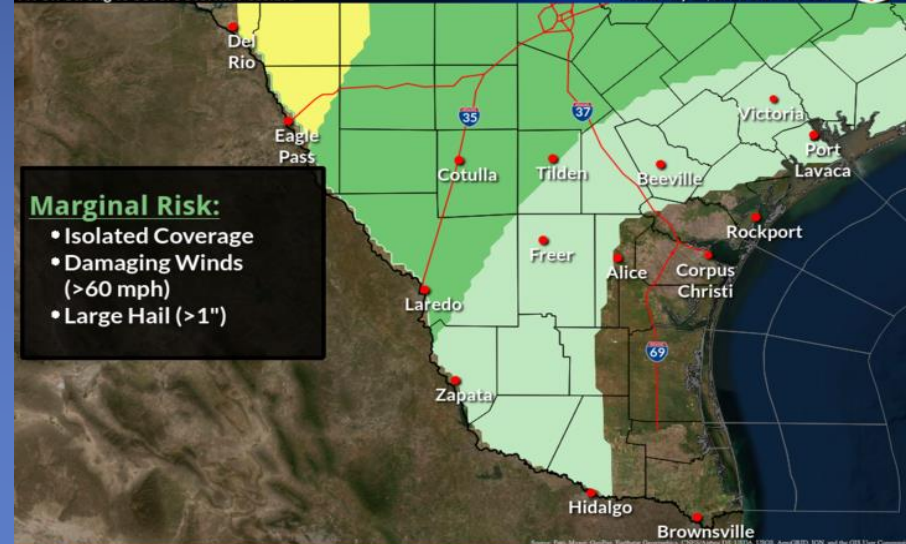 Del
Rio
Eagle
Pass
35
37
Victoria
Port
Lavaca
Cotulla
Tilden
Beeville
Marginal Risk:
• Isolated Coverage
• Damaging Winds
(>60 mph)
• Large Hail (>1")
Freer
Rockport
Alice
Corpus
Christi
Laredo
69
Zapata
Hidalgo
Brownsville